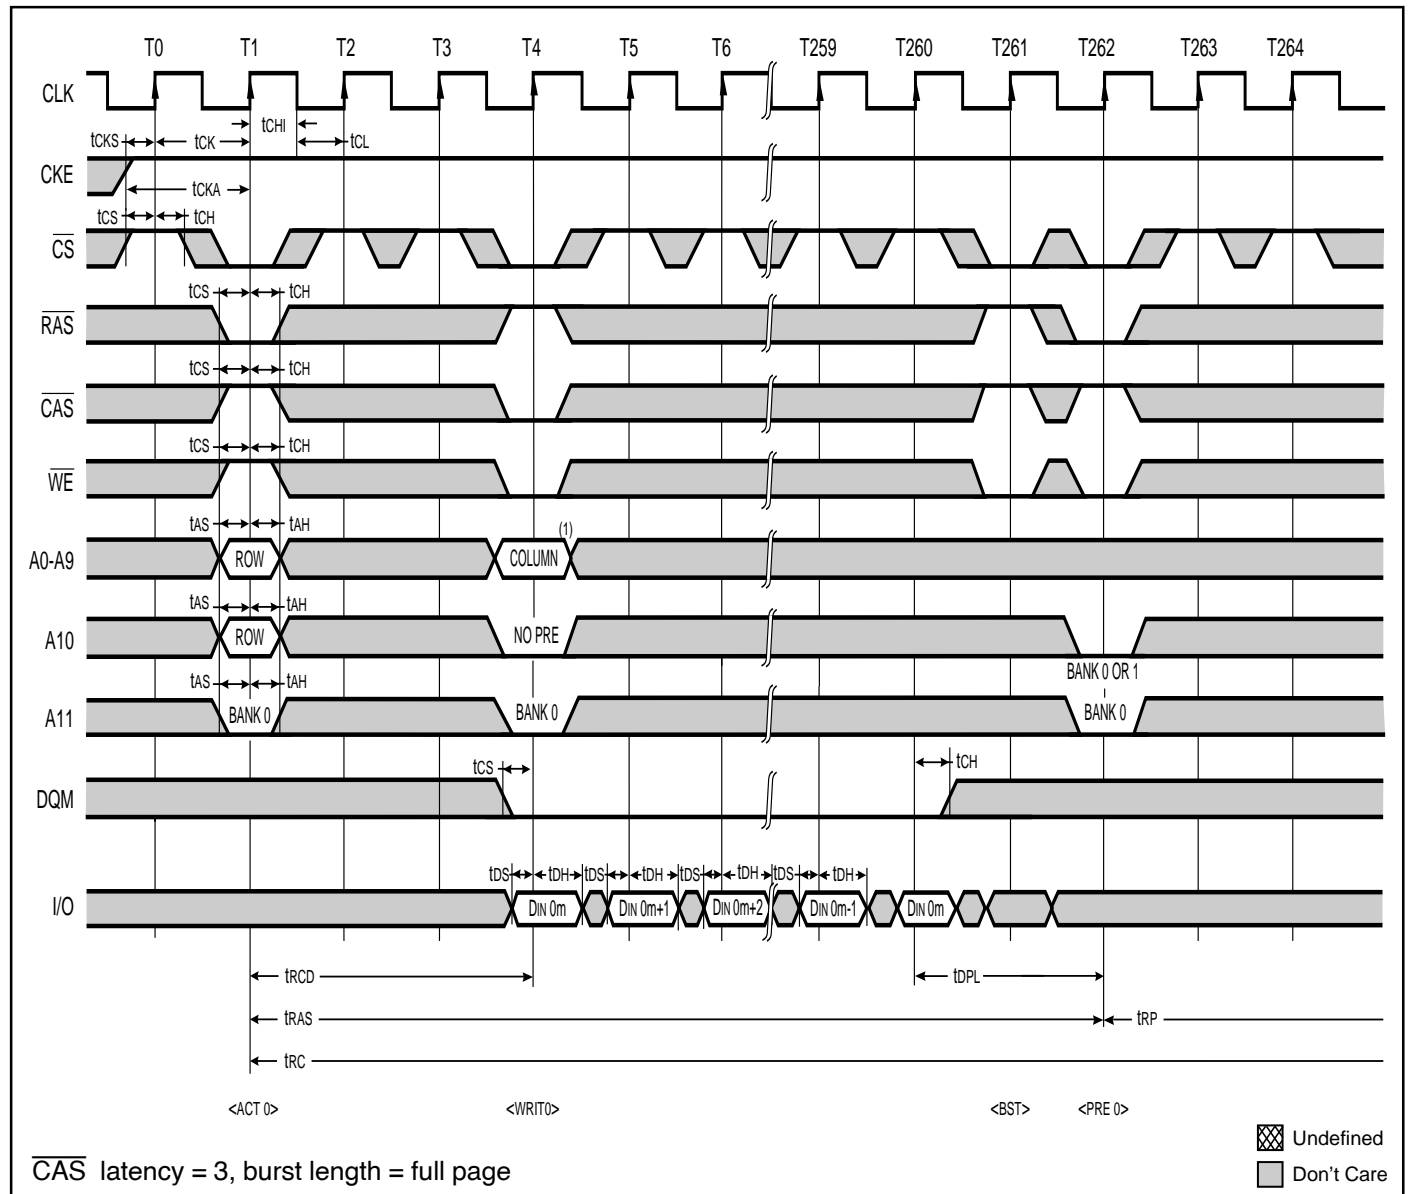 T0 T1 T2 T3 T4 T5 T6 T259 T260 T261 T262 T263 T264
CLK
tCHI
tCKS tCK tCL
CKE
tCKA
tCS tCH
CS
tCS tCH
RAS
tCS tCH
CAS
tCS tCH
WE
tAS tAH (1)
A0-A9 ROW COLUMN
tAS tAH
A10 ROW NO PRE
BANK 0 OR 1
tAS tAH
A11 BANK 0 BANK 0 BANK 0
tCS tCH
DQM
tDS tDH tDS tDH tDS tDH tDS tDH
I/O DIN 0m DIN 0m+1 DIN 0m+2 DIN 0m-1 DIN 0m
tRCD tDPL
tRAS tRP
tRC
<ACT 0> <WRIT0> <BST> <PRE 0>
Undefined
CAS latency = 3, burst length = full page
Don't Care